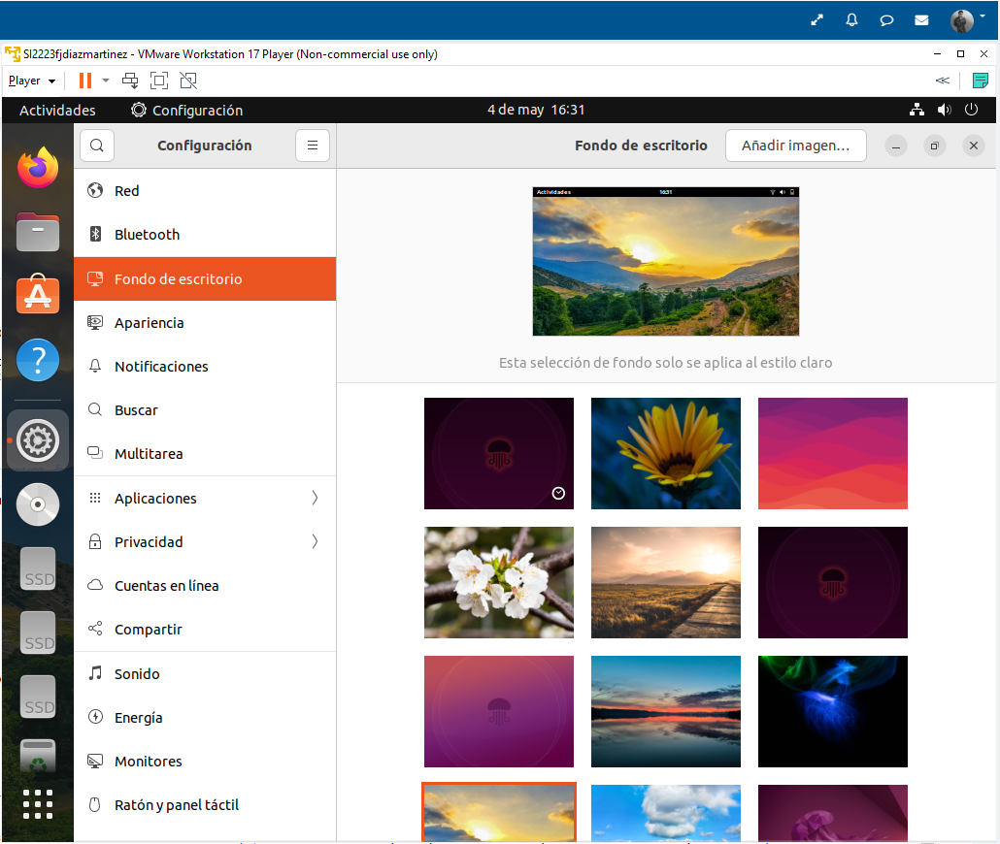 SI2223fjdiazmartinez - VMware Workstation 17 Player (Non-commercial use only)
Player
Actividades
Configuración
4 de may 16:31
Configuración
Fondo de escritorio
Añadir imagen…
Red
Bluetooth
Fondo de escritorio
Apariencia
Notificaciones
Buscar
Multitarea
Aplicaciones
Privacidad
Cuentas en línea
Compartir
Sonido
Energía
Monitores
Ratón y panel táctil
Actividades
16:31
Esta selección de fondo solo se aplica al estilo claro
SSD
SSD
SSD